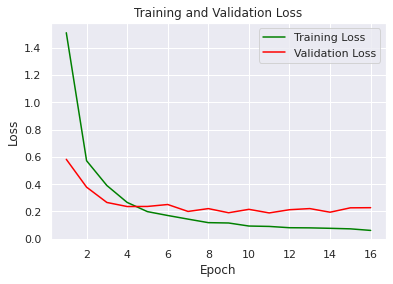 Training and Validation Loss
Training Loss
Validation Loss
Loss
1.4
1.2
1.0
0.8
0.6
0.4
0.2
0.0
2 4 6 8 10 12 14 16
Epoch